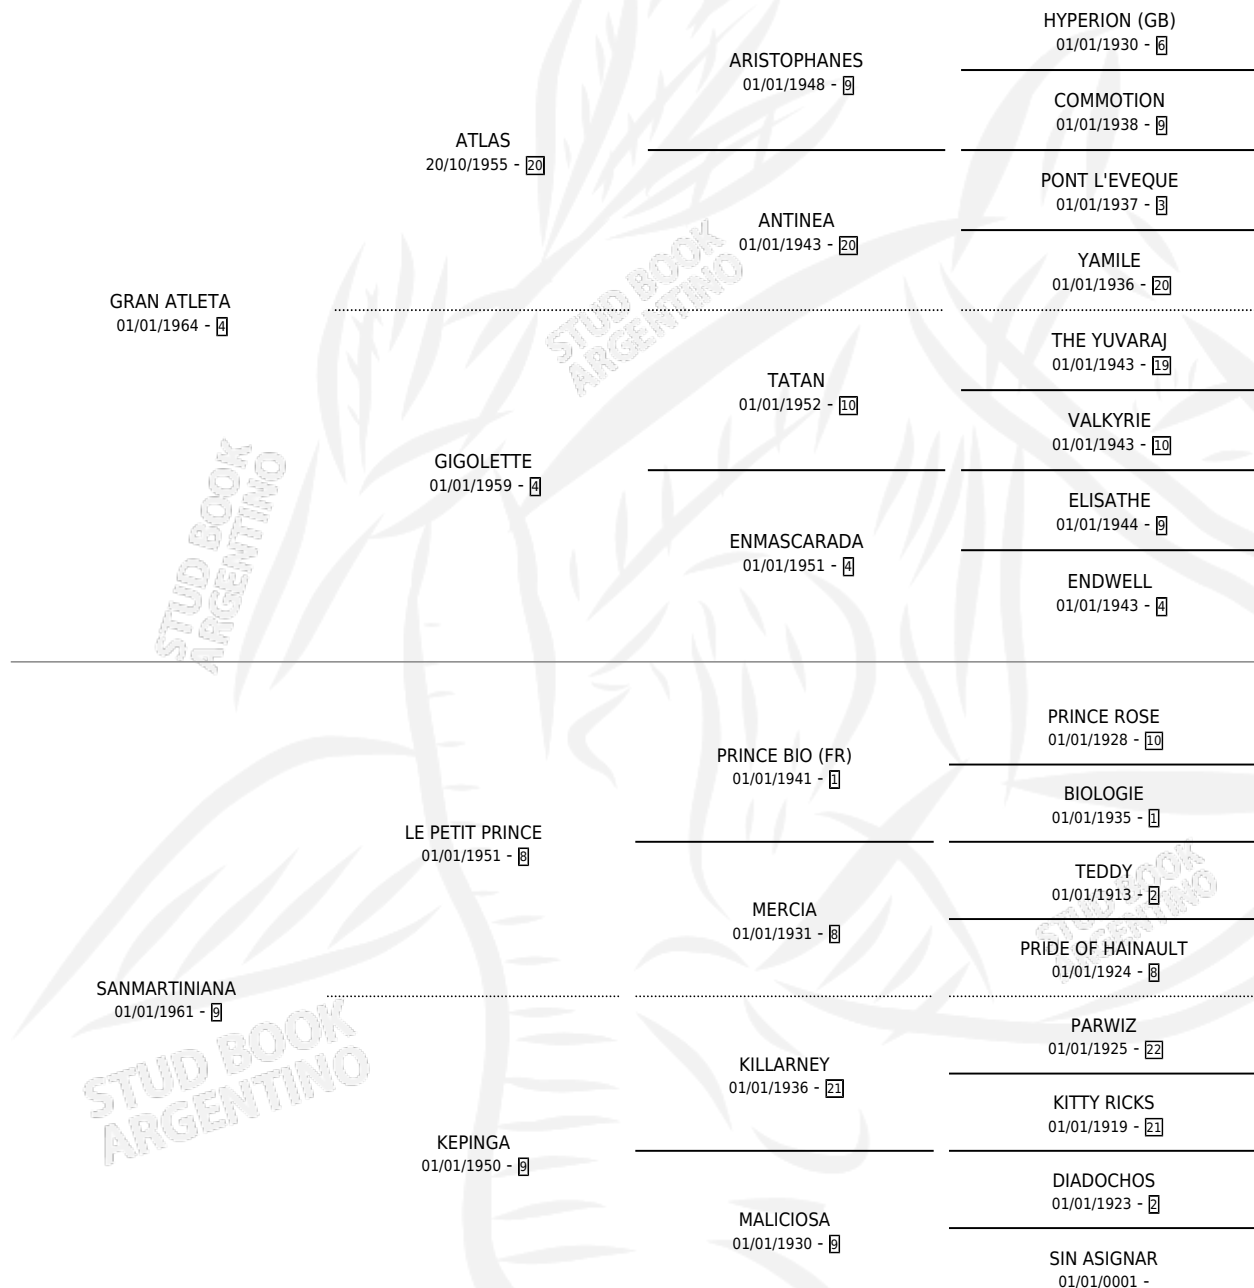 HYPERION (GB)
01/01/1930 - 6
ARISTOPHANES
01/01/1948 - 9
COMMOTION
01/01/1938 - 9
ATLAS
20/10/1955 - 20
PONT L'EVEQUE
01/01/1937 - 3
ANTINEA
01/01/1943 - 20
YAMILE
01/01/1936 - 20
GRAN ATLETA
01/01/1964 - 4
THE YUVARAJ
01/01/1943 - 19
TATAN
01/01/1952 - 10
VALKYRIE
01/01/1943 - 10
GIGOLETTE
01/01/1959 - 4
ELISATHE
01/01/1944 - 9
ENMASCARADA
01/01/1951 - 4
ENDWELL
01/01/1943 - 4
PRINCE ROSE
01/01/1928 - 10
PRINCE BIO (FR)
01/01/1941 - 1
BIOLOGIE
01/01/1935 - 1
LE PETIT PRINCE
01/01/1951 - 8
TEDDY
01/01/1913 - 2
MERCIA
01/01/1931 - 8
PRIDE OF HAINAULT
01/01/1924 - 8
SANMARTINIANA
01/01/1961 - 9
PARWIZ
01/01/1925 - 22
KILLARNEY
01/01/1936 - 21
KITTY RICKS
01/01/1919 - 21
KEPINGA
01/01/1950 - 9
DIADOCHOS
01/01/1923 - 2
MALICIOSA
01/01/1930 - 9
SIN ASIGNAR
01/01/0001 -
STUD BOOK
ARGENTINO
STUD BOOK
ARGENTINO
STUD BOOK
ARGENTINO
STUD BOOK
ARGENTINO